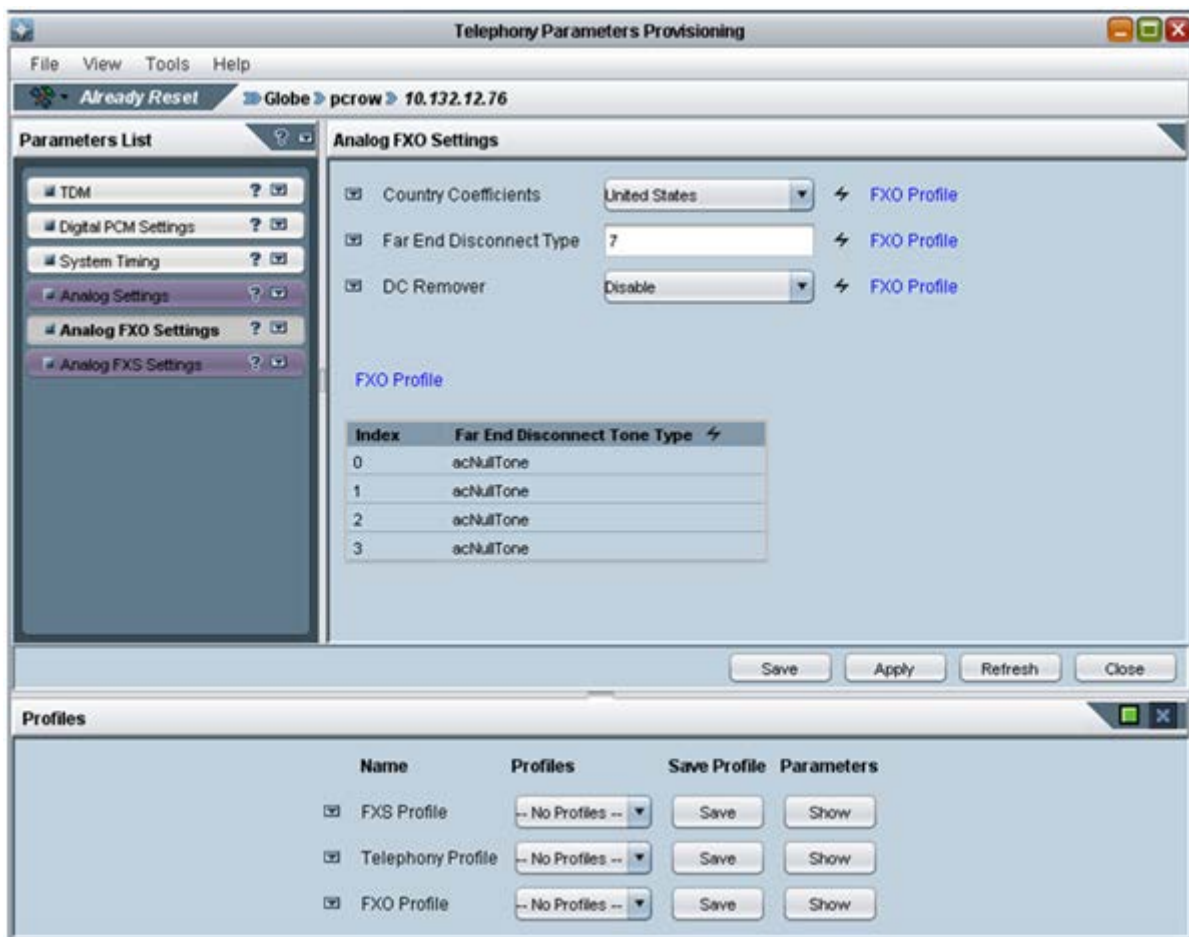 Telephony Parameters Provisioning
File View Tools Help
Already Reset Globe pcrow 10.132.12.76
Parameters List ?
TDM ?
Digital PCM Settings ?
System Timing ?
Analog Settings ?
Analog FXO Settings ?
Analog FXS Settings ?
Analog FXO Settings
Country Coefficients United States FXO Profile
Far End Disconnect Type 7 FXO Profile
DC Remover Disable FXO Profile
FXO Profile
Index Far End Disconnect Tone Type
0 acNullTone
1 acNullTone
2 acNullTone
3 acNullTone
Save Apply Refresh Close
Profiles
Name Profiles Save Profile Parameters
FXS Profile -- No Profiles -- Save Show
Telephony Profile -- No Profiles -- Save Show
FXO Profile -- No Profiles -- Save Show